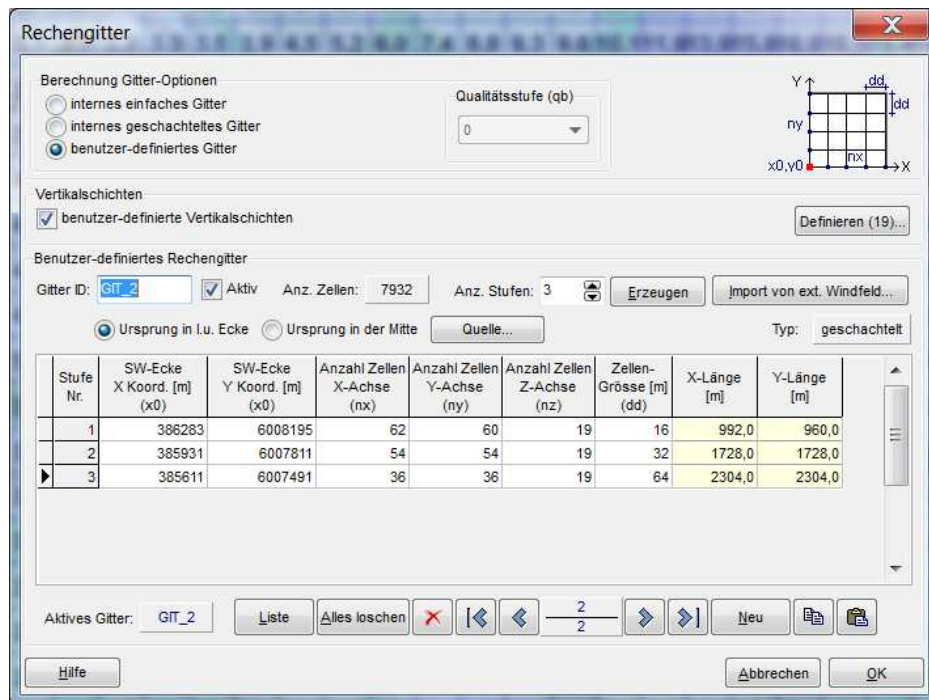 Rechengitter
Berechnung Gitter-Optionen
internes einfaches Gitter
internes geschachteltes Gitter
benutzer-definiertes Gitter
Qualitätsstufe (qb)
0
Y
dd
dd
ny
nx
x0,y0
X
Vertikalschichten
benutzer-definierte Vertikalschichten
Definieren (19)...
Benutzer-definiertes Rechengitter
Gitter ID: GIT_2 Aktiv Anz. Zellen: 7932 Anz. Stufen: 3 Erzeugen Import von ext. Windfeld...
Ursprung in l.u. Ecke Ursprung in der Mitte Quelle... Typ: geschachtelt
Stufe Nr. SW-Ecke X Koord. [m] (x0) SW-Ecke Y Koord. [m] (x0) Anzahl Zellen X-Achse (nx) Anzahl Zellen Y-Achse (ny) Anzahl Zellen Z-Achse (nz) Zellen-Grösse [m] (dd) X-Länge [m] Y-Länge [m]
1 386283 6008195 62 60 19 16 992,0 960,0
2 385931 6007811 54 54 19 32 1728,0 1728,0
3 385611 6007491 36 36 19 64 2304,0 2304,0
Aktives Gitter: GIT_2 Liste Alles loschen 2 2 Neu
Hilfe Abbrechen OK